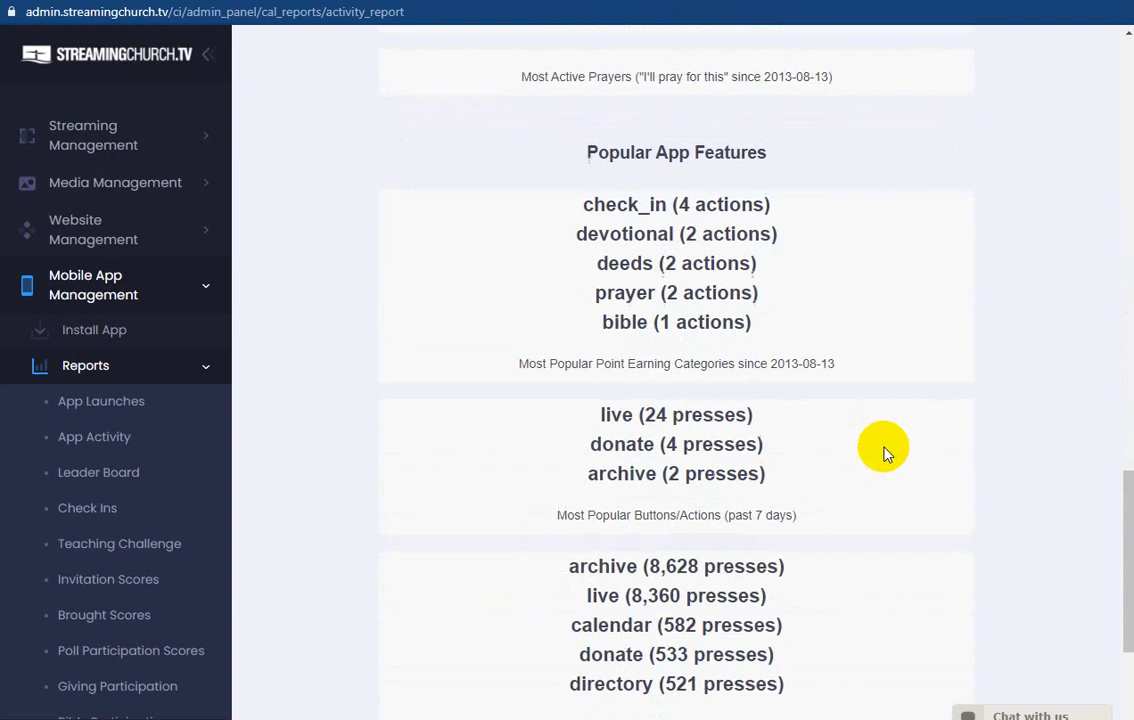 admin.streamingchurch.tv/ci/admin_panel/cal_reports/activity_report
STREAMINGCHURCH.TV
Streaming
Management
Media Management
Website
Management
Mobile App
Management
Install App
Reports
App Launches
App Activity
Leader Board
Check Ins
Teaching Challenge
Invitation Scores
Brought Scores
Poll Participation Scores
Giving Participation
Most Active Prayers ("I'll pray for this" since 2013-08-13)
Popular App Features
check_in (4 actions)
devotional (2 actions)
deeds (2 actions)
prayer (2 actions)
bible (1 actions)
Most Popular Point Earning Categories since 2013-08-13
live (24 presses)
donate (4 presses)
archive (2 presses)
Most Popular Buttons/Actions (past 7 days)
archive (8,628 presses)
live (8,360 presses)
calendar (582 presses)
donate (533 presses)
directory (521 presses)
Chat with us